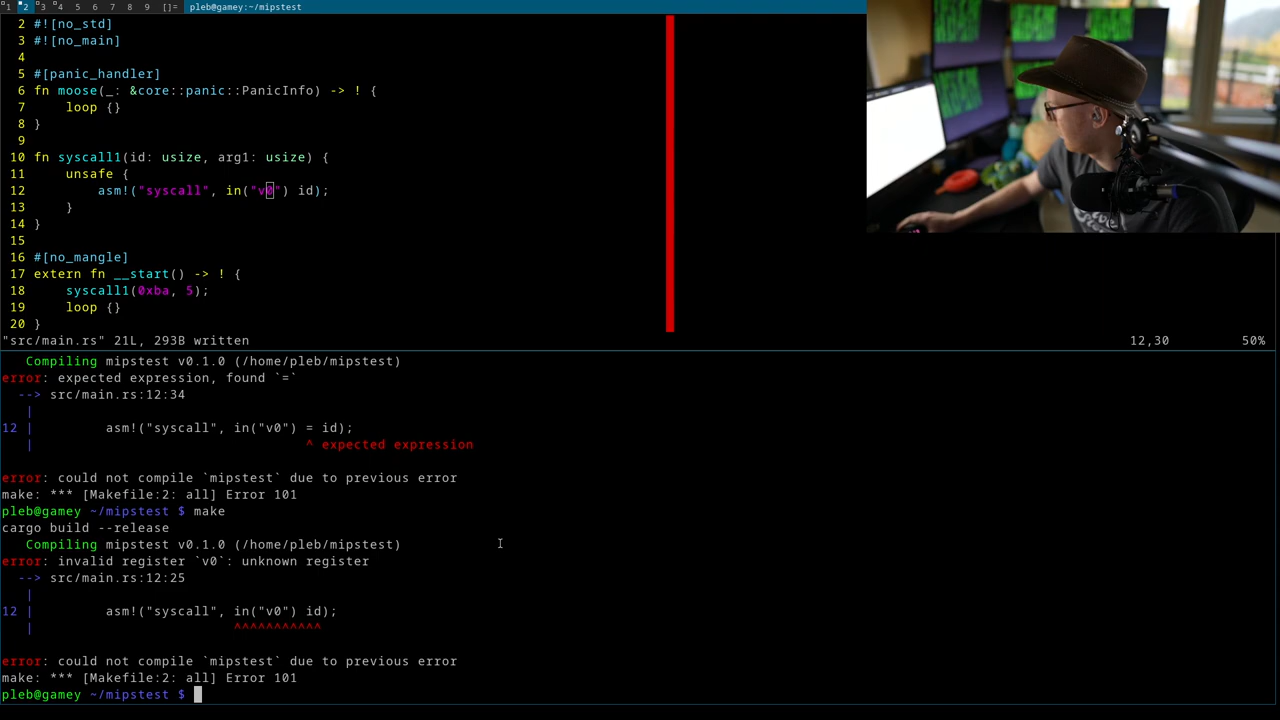 1 2 3 4 5 6 7 8 9 []= pleb@gamey:~/mipstest
2 #![no_std]
3 #![no_main]
4
5 #[panic_handler]
6 fn moose(_: &core::panic::PanicInfo) -> ! {
7     loop {}
8 }
9
10 fn syscall1(id: usize, arg1: usize) {
11     unsafe {
12         asm!("syscall", in("v0") id);
13     }
14 }
15
16 #[no_mangle]
17 extern fn __start() -> ! {
18     syscall1(0xba, 5);
19     loop {}
20 }
"src/main.rs" 21L, 293B written 12,30 50%
   Compiling mipstest v0.1.0 (/home/pleb/mipstest)
error: expected expression, found `=`
  --> src/main.rs:12:34
   |
12 |         asm!("syscall", in("v0") = id);
   |                                  ^ expected expression
error: could not compile `mipstest` due to previous error
make: *** [Makefile:2: all] Error 101
pleb@gamey ~/mipstest $ make
cargo build --release
   Compiling mipstest v0.1.0 (/home/pleb/mipstest)
error: invalid register `v0`: unknown register
  --> src/main.rs:12:25
   |
12 |         asm!("syscall", in("v0") id);
   |                         ^^^^^^^^^^^
error: could not compile `mipstest` due to previous error
make: *** [Makefile:2: all] Error 101
pleb@gamey ~/mipstest $